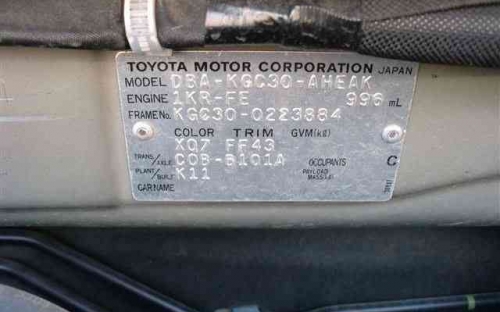 TOYOTA MOTOR CORPORATION JAPAN
MODEL DBA-KGC30-AHEAK
ENGINE 1KR-FE 996 mL
FRAME No. KGC30-0223884
COLOR TRIM GVM(kg)
X07 FF43
TRANS./AXLE C0B-B101A OCCUPANTS C
PLANT/BUILT K11 PAYLOAD MASS(kg)
CAR NAME